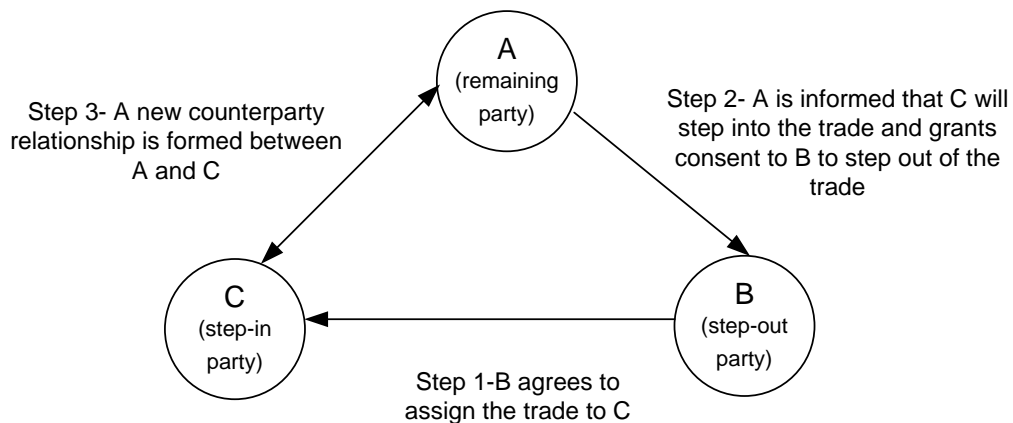 A
(remaining
party)
Step 3- A new counterparty
relationship is formed between
A and C
Step 2- A is informed that C will
step into the trade and grants
consent to B to step out of the
trade
C
(step-in
party)
B
(step-out
party)
Step 1-B agrees to
assign the trade to C